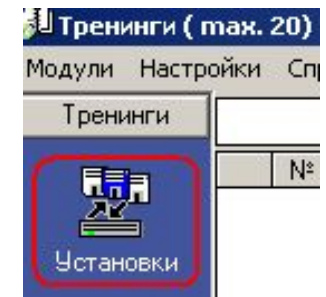 Тренинги ( max. 20)
Модули Настройки Спр
Тренинги
№
Установки